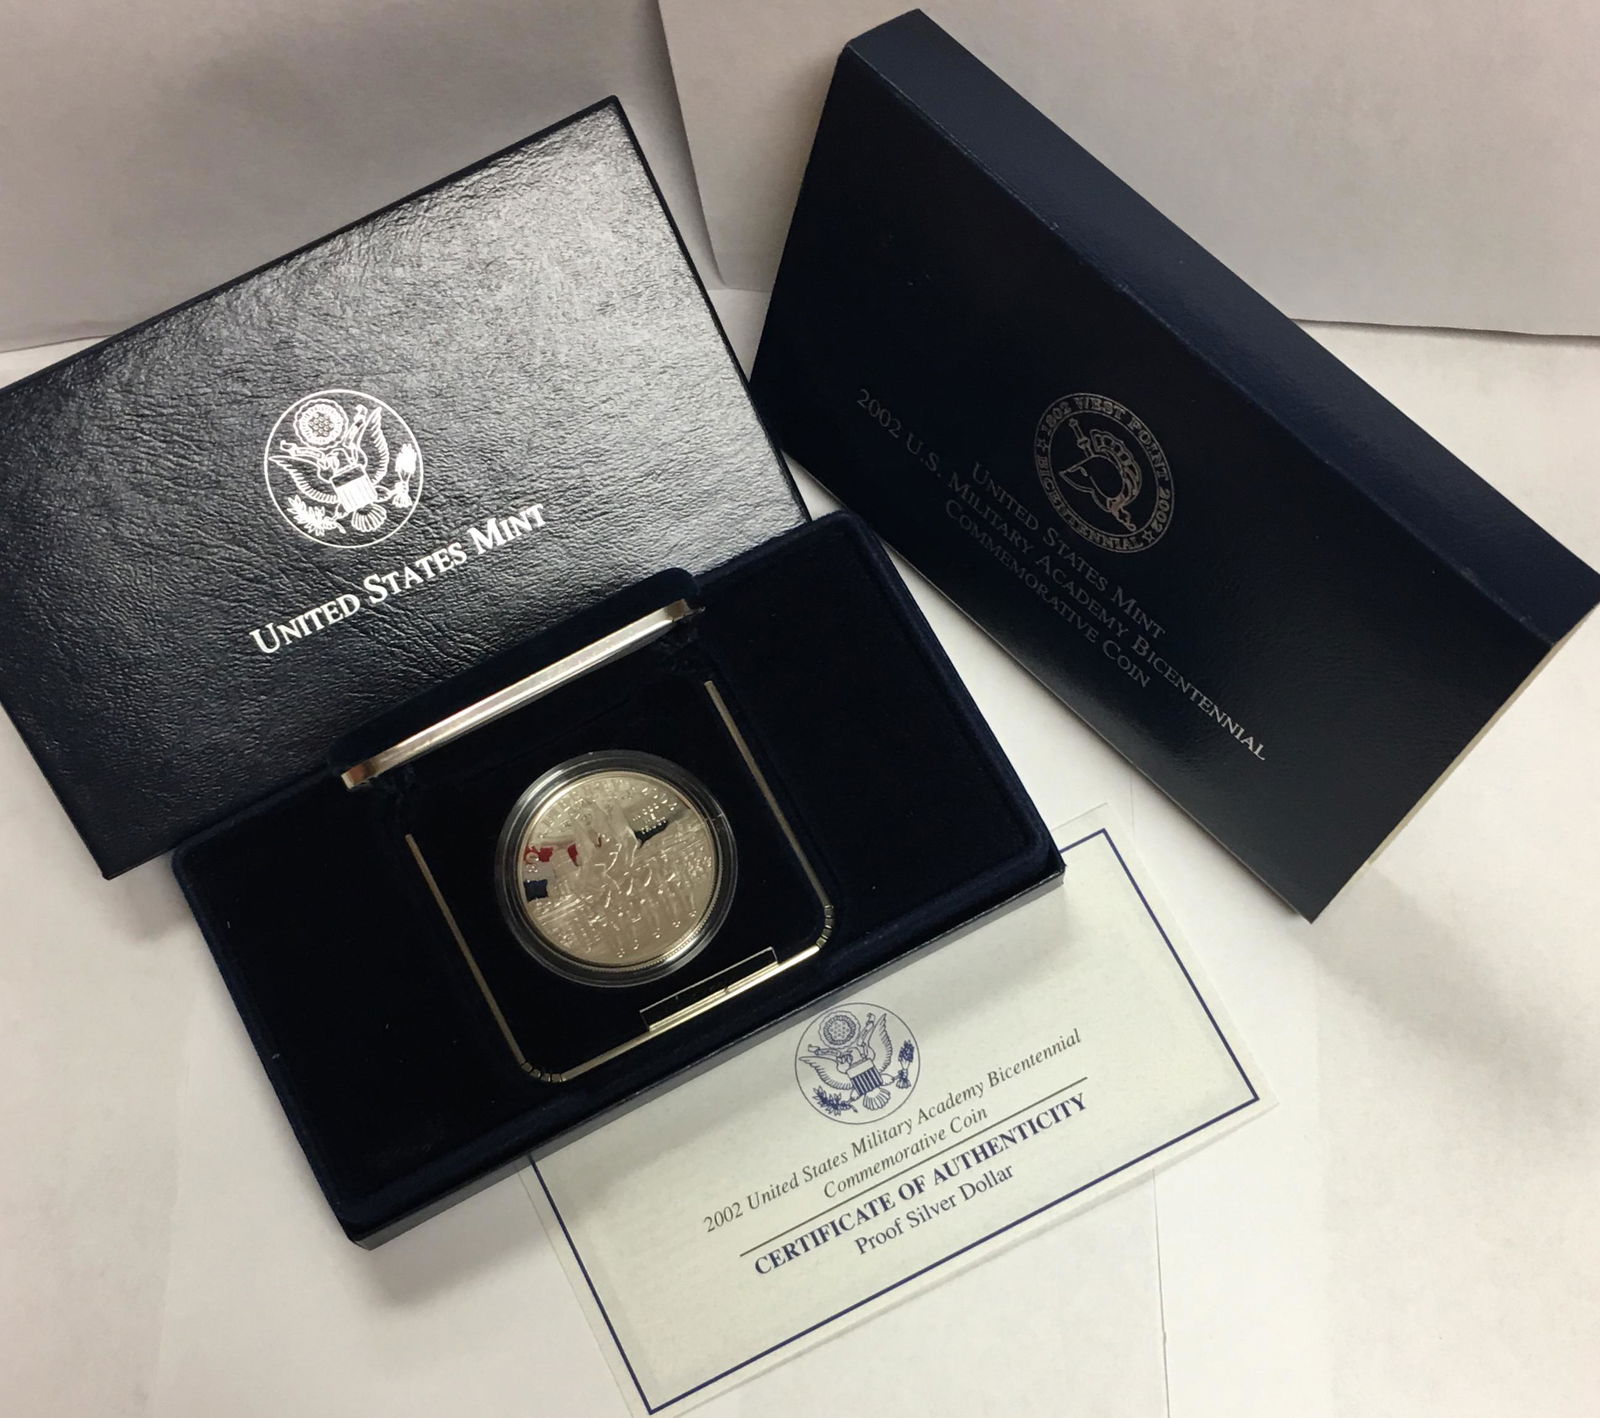 United States Mint
1802 WEST POINT 2002
BICENTENNIAL
United States Mint
2002 U.S. Military Academy Bicentennial
Commemorative Coin
2002 United States Military Academy Bicentennial
Commemorative Coin
CERTIFICATE OF AUTHENTICITY
Proof Silver Dollar